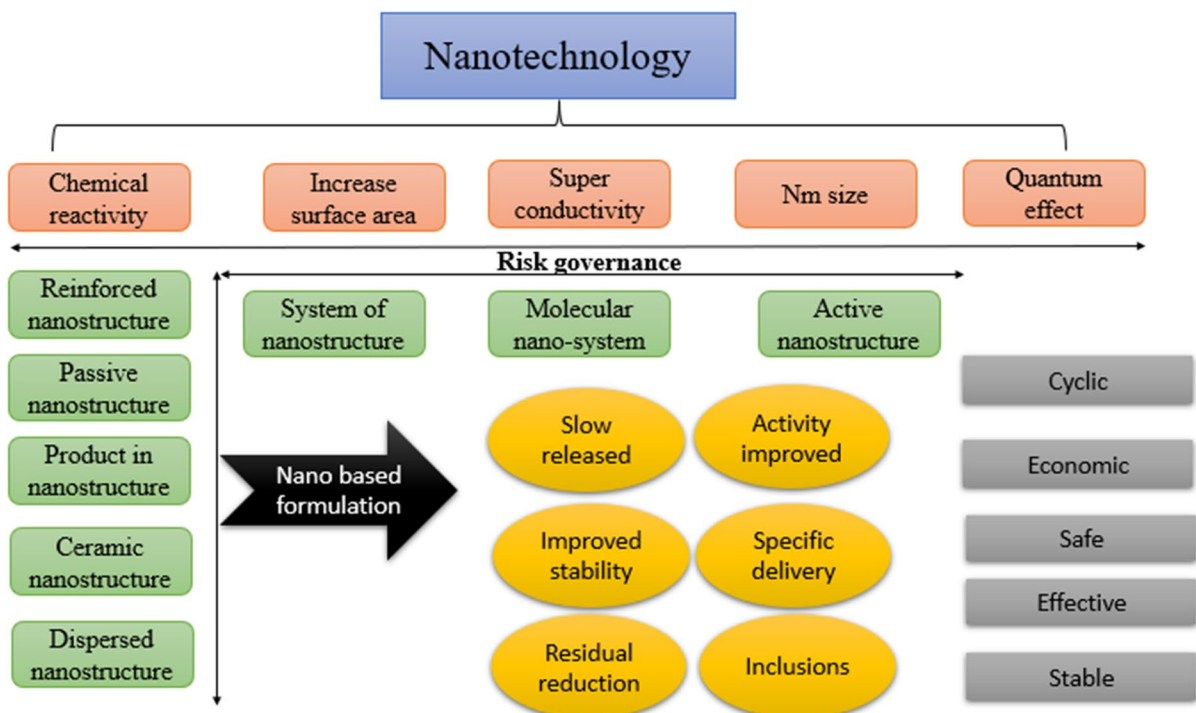 Nanotechnology
Chemical
reactivity
Increase
surface area
Super
conductivity
Nm size
Quantum
effect
Risk governance
Reinforced
nanostructure
System of
nanostructure
Molecular
nano-system
Active
nanostructure
Passive
nanostructure
Product in
nanostructure
Ceramic
nanostructure
Dispersed
nanostructure
Nano based
formulation
Slow
released
Activity
improved
Improved
stability
Specific
delivery
Residual
reduction
Inclusions
Cyclic
Economic
Safe
Effective
Stable